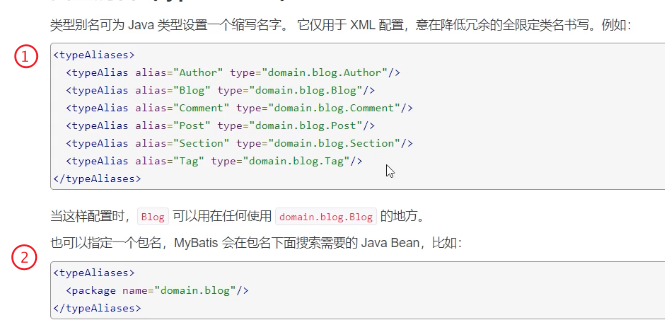 类型别名可为 Java 类型设置一个缩写名字。 它仅用于 XML 配置，意在降低冗余的全限定类名书写。例如：
①
<typeAliases>
  <typeAlias alias="Author" type="domain.blog.Author"/>
  <typeAlias alias="Blog" type="domain.blog.Blog"/>
  <typeAlias alias="Comment" type="domain.blog.Comment"/>
  <typeAlias alias="Post" type="domain.blog.Post"/>
  <typeAlias alias="Section" type="domain.blog.Section"/>
  <typeAlias alias="Tag" type="domain.blog.Tag"/>
</typeAliases>
当这样配置时，Blog 可以用在任何使用 domain.blog.Blog 的地方。
也可以指定一个包名，MyBatis 会在包名下面搜索需要的 Java Bean，比如：
②
<typeAliases>
  <package name="domain.blog"/>
</typeAliases>